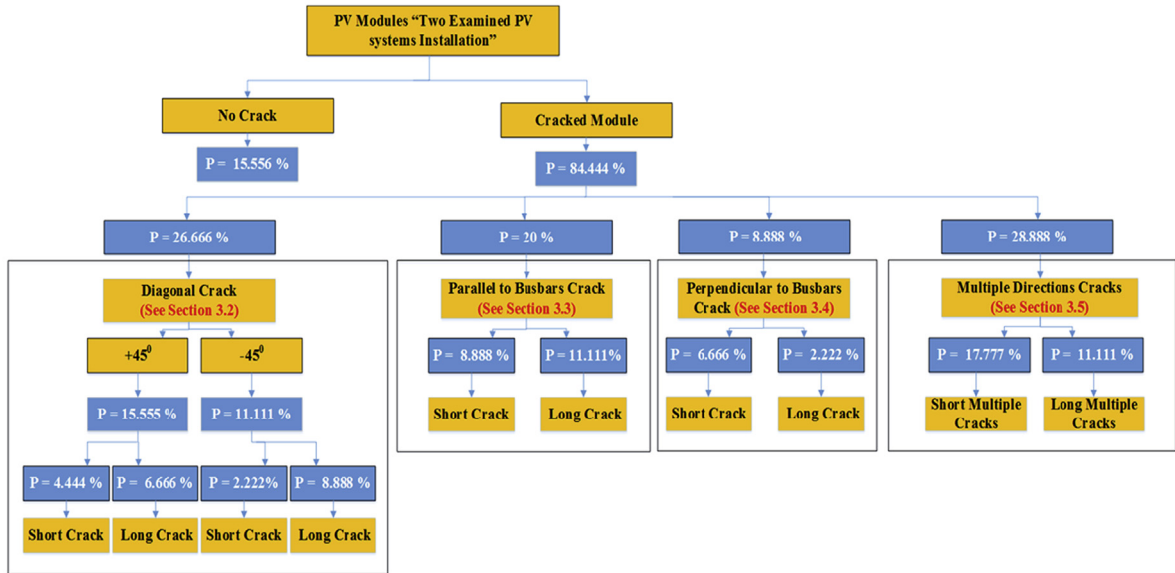 PV Modules “Two Examined PV
systems Installation”
No Crack
Cracked Module
P = 15.556 %
P = 84.444 %
P = 26.666 %
P = 20 %
P = 8.888 %
P = 28.888 %
Diagonal Crack
(See Section 3.2)
+45⁰
-45⁰
P = 15.555 %
P = 11.111 %
P = 4.444 %
P = 6.666 %
P = 2.222%
P = 8.888 %
Short Crack
Long Crack
Short Crack
Long Crack
Parallel to Busbars Crack
(See Section 3.3)
P = 8.888 %
P = 11.111%
Short Crack
Long Crack
Perpendicular to Busbars
Crack (See Section 3.4)
P = 6.666 %
P = 2.222 %
Short Crack
Long Crack
Multiple Directions Cracks
(See Section 3.5)
P = 17.777 %
P = 11.111 %
Short Multiple
Cracks
Long Multiple
Cracks